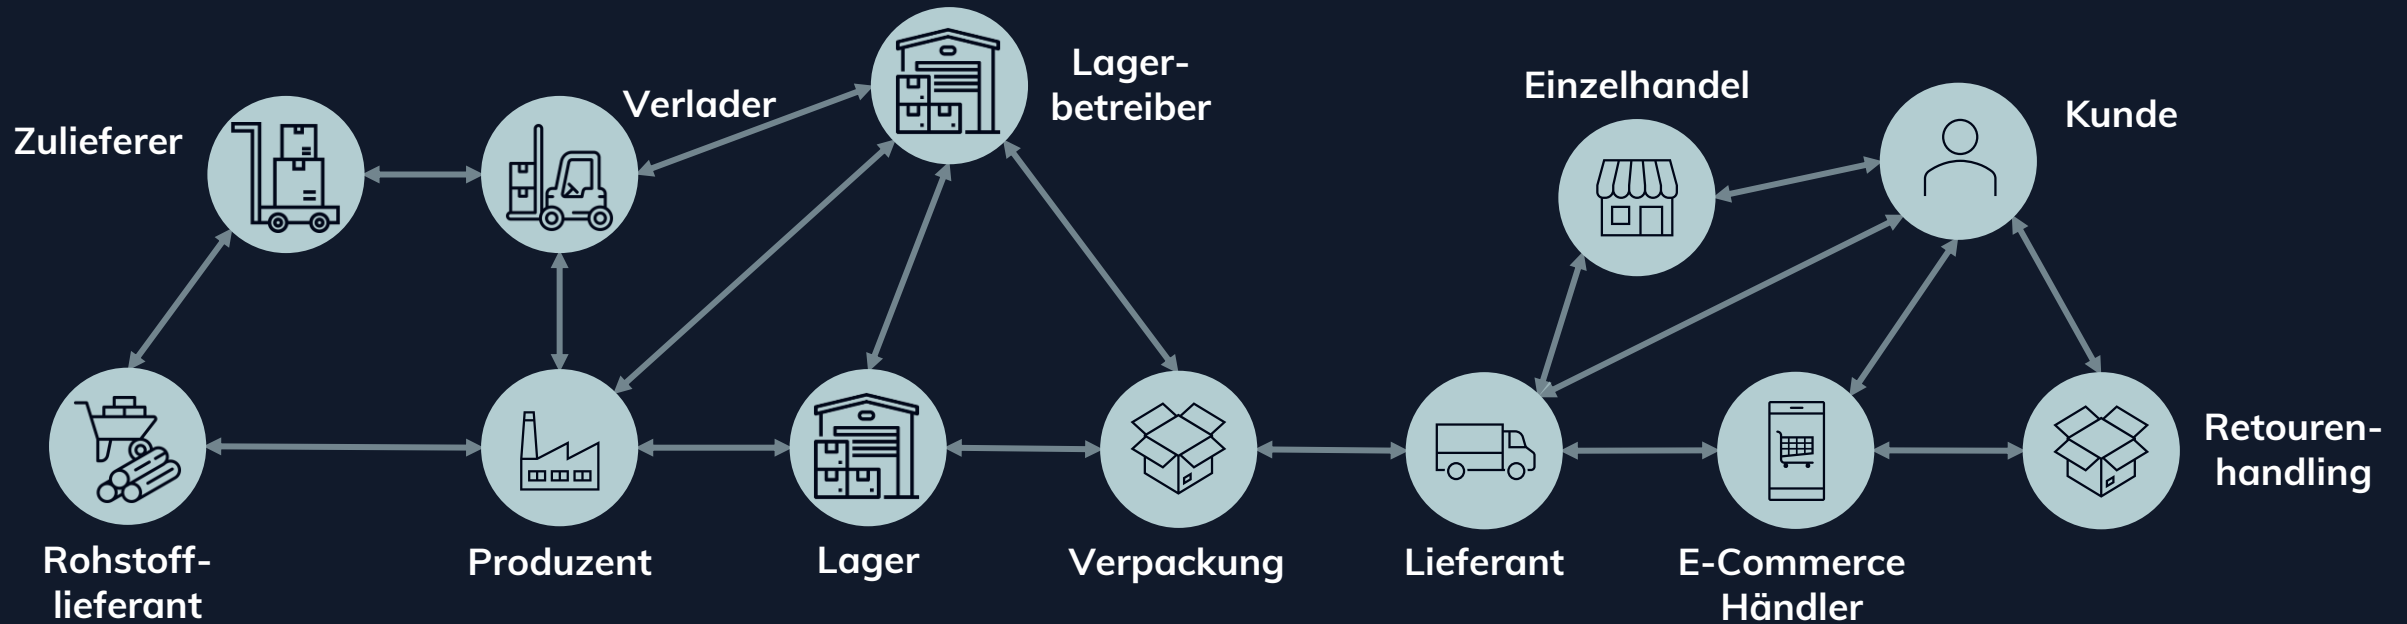 Zulieferer
Verlader
Lager-
betreiber
Einzelhandel
Kunde
Rohstoff-
lieferant
Produzent
Lager
Verpackung
Lieferant
E-Commerce
Händler
Retouren-
handling